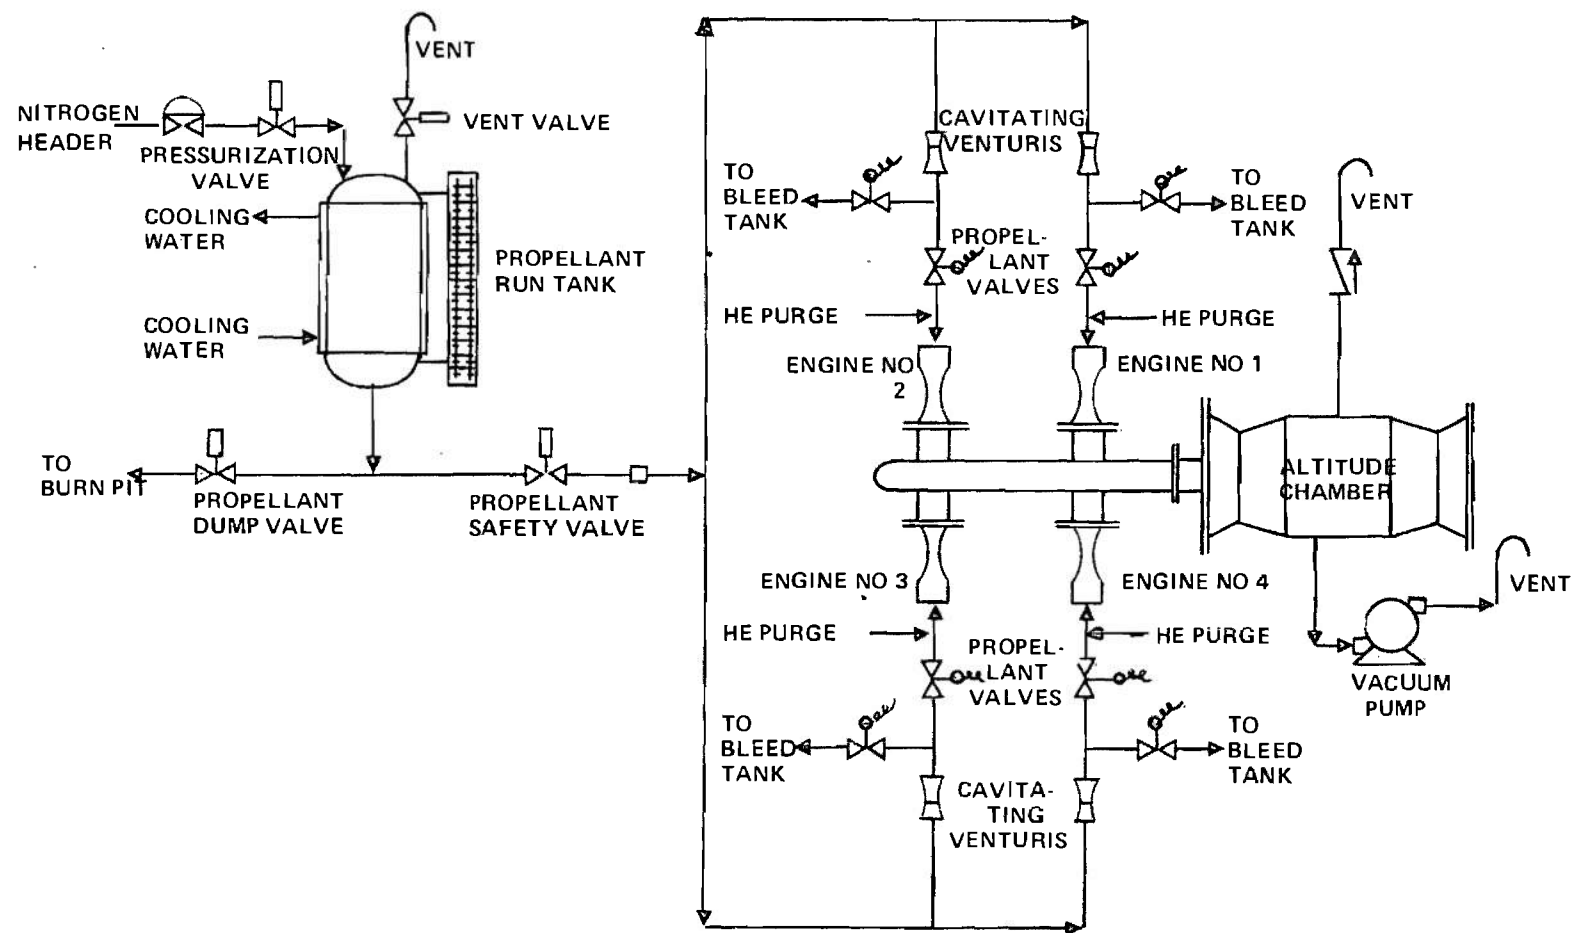 VENT
NITROGEN
HEADER
VENT VALVE
PRESSURIZATION
VALVE
COOLING
WATER
PROPELLANT
RUN TANK
COOLING
WATER
TO
BURN PIT
PROPELLANT
DUMP VALVE
PROPELLANT
SAFETY VALVE
CAVITATING
VENTURIS
TO
BLEED
TANK
TO
BLEED
TANK
PROPEL-
LANT
VALVES
HE PURGE
HE PURGE
ENGINE NO
2
ENGINE NO 1
VENT
ALTITUDE
CHAMBER
ENGINE NO 3
ENGINE NO 4
VENT
HE PURGE
HE PURGE
PROPEL-
LANT
VALVES
VACUUM
PUMP
TO
BLEED
TANK
TO
BLEED
TANK
CAVITA-
TING
VENTURIS